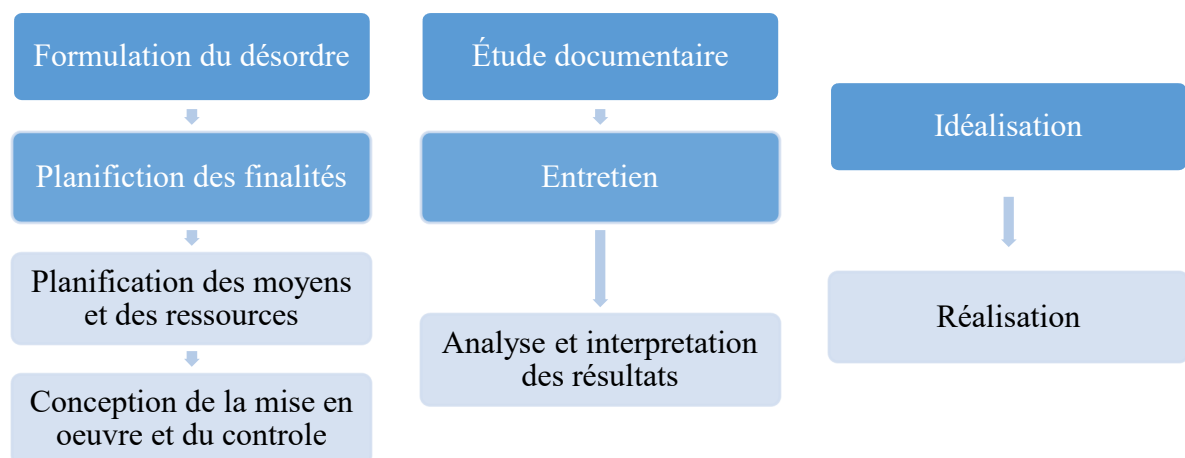 Formulation du désordre
Planifiction des finalités
Planification des moyens
et des ressources
Conception de la mise en
oeuvre et du controle
Étude documentaire
Entretien
Analyse et interpretation
des résultats
Idéalisation
Réalisation